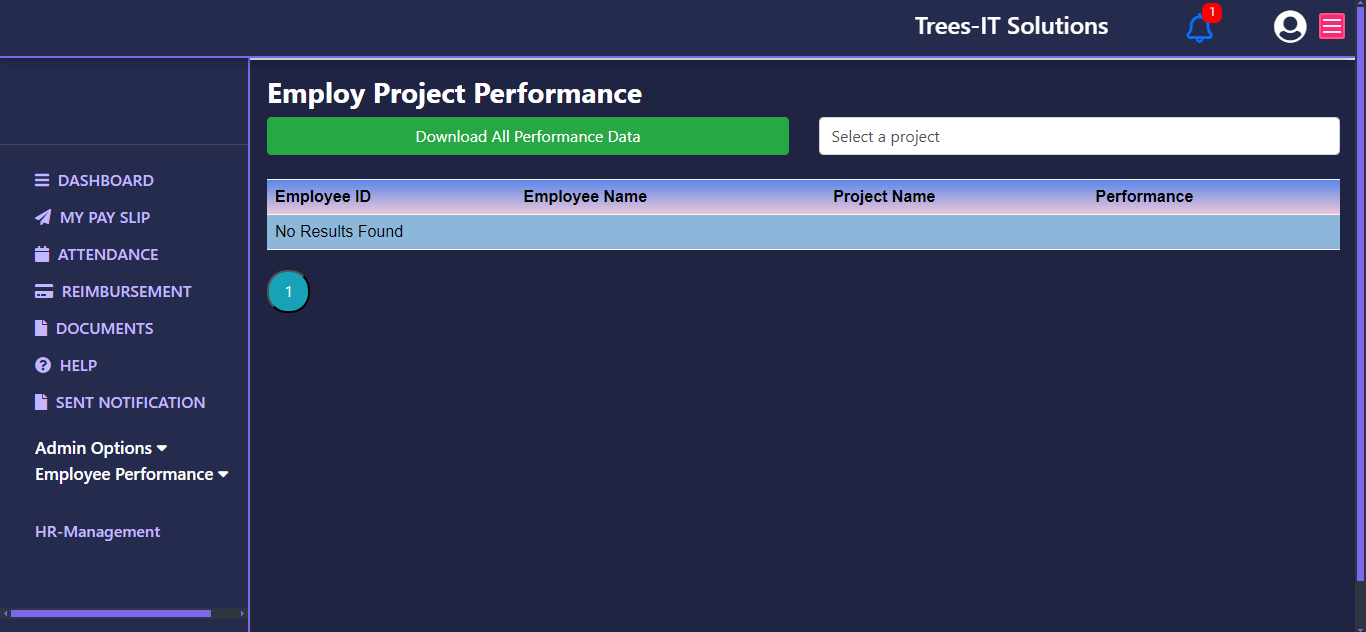 Trees-IT Solutions
1
Employ Project Performance
Download All Performance Data
Select a project
Employee ID Employee Name Project Name Performance
No Results Found
1
DASHBOARD
MY PAY SLIP
ATTENDANCE
REIMBURSEMENT
DOCUMENTS
HELP
SENT NOTIFICATION
Admin Options
Employee Performance
HR-Management